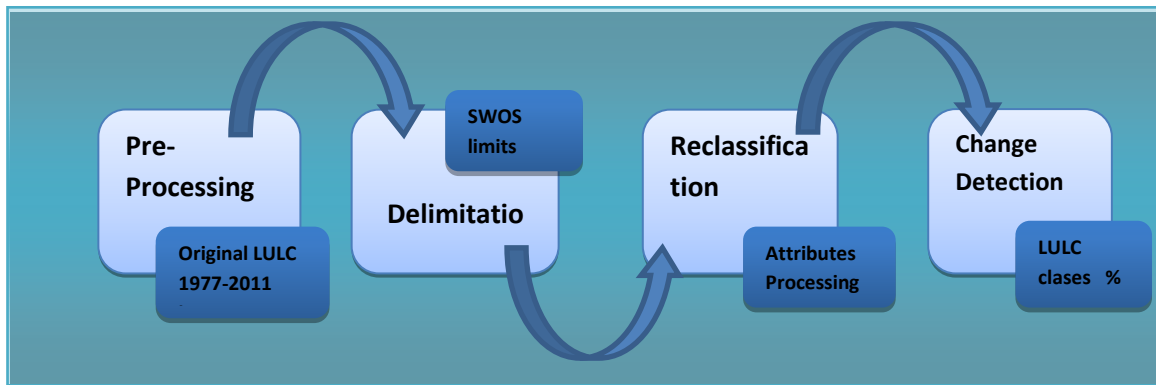 Pre-
Processing
Original LULC
1977-2011
SWOS
limits
Delimitatio
Reclassifica
tion
Attributes
Processing
Change
Detection
LULC
clases %